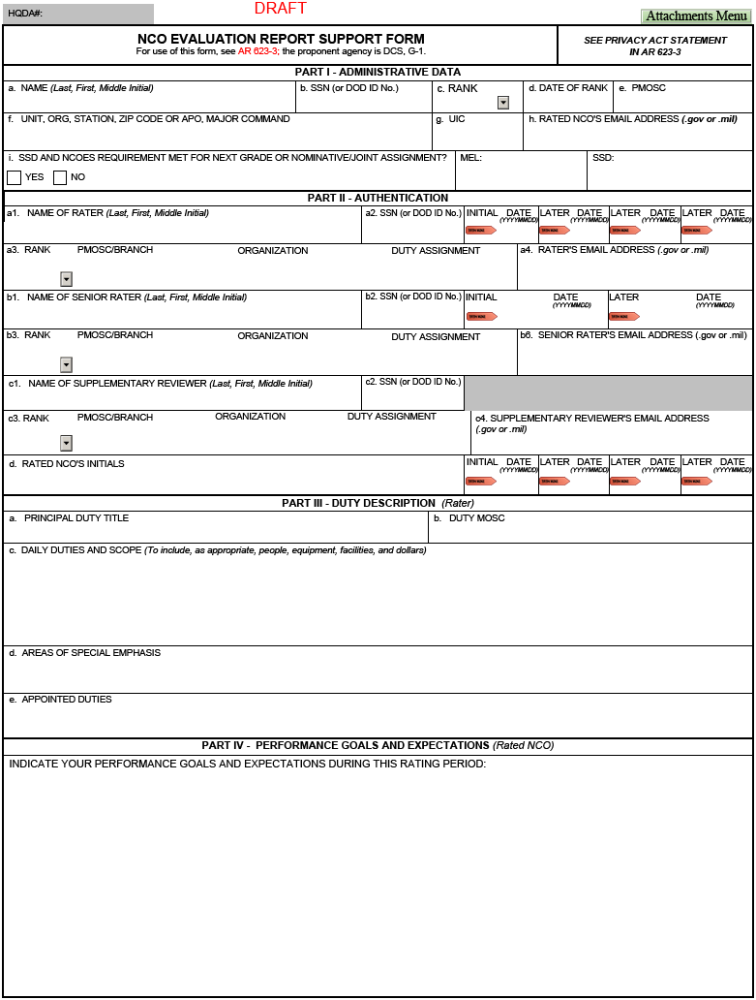 HQDA#:
DRAFT
Attachments Menu
NCO EVALUATION REPORT SUPPORT FORM
For use of this form, see AR 623-3; the proponent agency is DCS, G-1.
SEE PRIVACY ACT STATEMENT
IN AR 623-3
PART I - ADMINISTRATIVE DATA
a. NAME (Last, First, Middle Initial)
b. SSN (or DOD ID No.)
c. RANK
d. DATE OF RANK
e. PMOSC
f. UNIT, ORG, STATION, ZIP CODE OR APO, MAJOR COMMAND
g. UIC
h. RATED NCO'S EMAIL ADDRESS (.gov or .mil)
i. SSD AND NCOES REQUIREMENT MET FOR NEXT GRADE OR NOMINATIVE/JOINT ASSIGNMENT?
YES NO
MEL:
SSD:
PART II - AUTHENTICATION
a1. NAME OF RATER (Last, First, Middle Initial)
a2. SSN (or DOD ID No.)
INITIAL DATE LATER DATE LATER DATE LATER DATE
(YYYYMMDD) (YYYYMMDD) (YYYYMMDD) (YYYYMMDD)
a3. RANK PMOSC/BRANCH ORGANIZATION DUTY ASSIGNMENT
a4. RATER'S EMAIL ADDRESS (.gov or .mil)
b1. NAME OF SENIOR RATER (Last, First, Middle Initial)
b2. SSN (or DOD ID No.)
INITIAL DATE LATER DATE
(YYYYMMDD) (YYYYMMDD)
b3. RANK PMOSC/BRANCH ORGANIZATION DUTY ASSIGNMENT
b6. SENIOR RATER'S EMAIL ADDRESS (.gov or .mil)
c1. NAME OF SUPPLEMENTARY REVIEWER (Last, First, Middle Initial)
c2. SSN (or DOD ID No.)
c3. RANK PMOSC/BRANCH ORGANIZATION DUTY ASSIGNMENT
c4. SUPPLEMENTARY REVIEWER'S EMAIL ADDRESS
(.gov or .mil)
d. RATED NCO'S INITIALS
INITIAL DATE LATER DATE LATER DATE LATER DATE
(YYYYMMDD) (YYYYMMDD) (YYYYMMDD) (YYYYMMDD)
PART III - DUTY DESCRIPTION (Rater)
a. PRINCIPAL DUTY TITLE
b. DUTY MOSC
c. DAILY DUTIES AND SCOPE (To include, as appropriate, people, equipment, facilities, and dollars)
d. AREAS OF SPECIAL EMPHASIS
e. APPOINTED DUTIES
PART IV - PERFORMANCE GOALS AND EXPECTATIONS (Rated NCO)
INDICATE YOUR PERFORMANCE GOALS AND EXPECTATIONS DURING THIS RATING PERIOD: